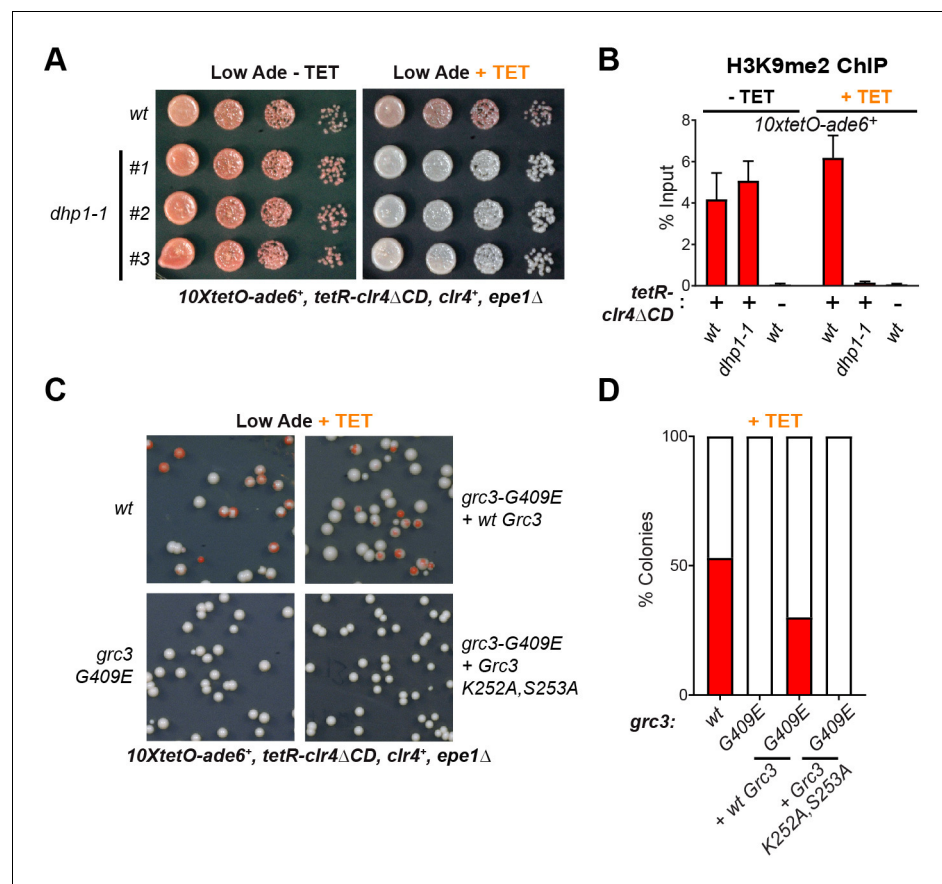 A
Low Ade - TET
Low Ade + TET
wt
#1
dhp1-1
#2
#3
10XtetO-ade6⁺, tetR-clr4ΔCD, clr4⁺, epe1Δ
B
H3K9me2 ChIP
- TET
+ TET
10xtetO-ade6⁺
% Input
8
6
4
2
0
tetR-
clr4ΔCD :
+ + - + + -
wt dhp1-1 wt wt dhp1-1 wt
C
Low Ade + TET
wt
grc3-G409E
+ wt Grc3
grc3
G409E
grc3-G409E
+ Grc3
K252A,S253A
10XtetO-ade6⁺, tetR-clr4ΔCD, clr4⁺, epe1Δ
D
+ TET
% Colonies
100
50
0
grc3: wt G409E G409E G409E
+ wt Grc3
+ Grc3
K252A,S253A